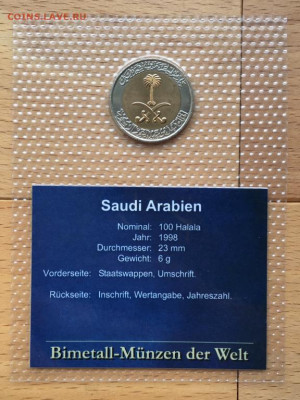 COINS.LAVE.RU
Saudi Arabien
Nominal: 100 Halala
Jahr: 1998
Durchmesser: 23 mm
Gewicht: 6 g
Vorderseite: Staatswappen, Umschrift.
Rückseite: Inschrift, Wertangabe, Jahreszahl.
Bimetall-Münzen der Welt